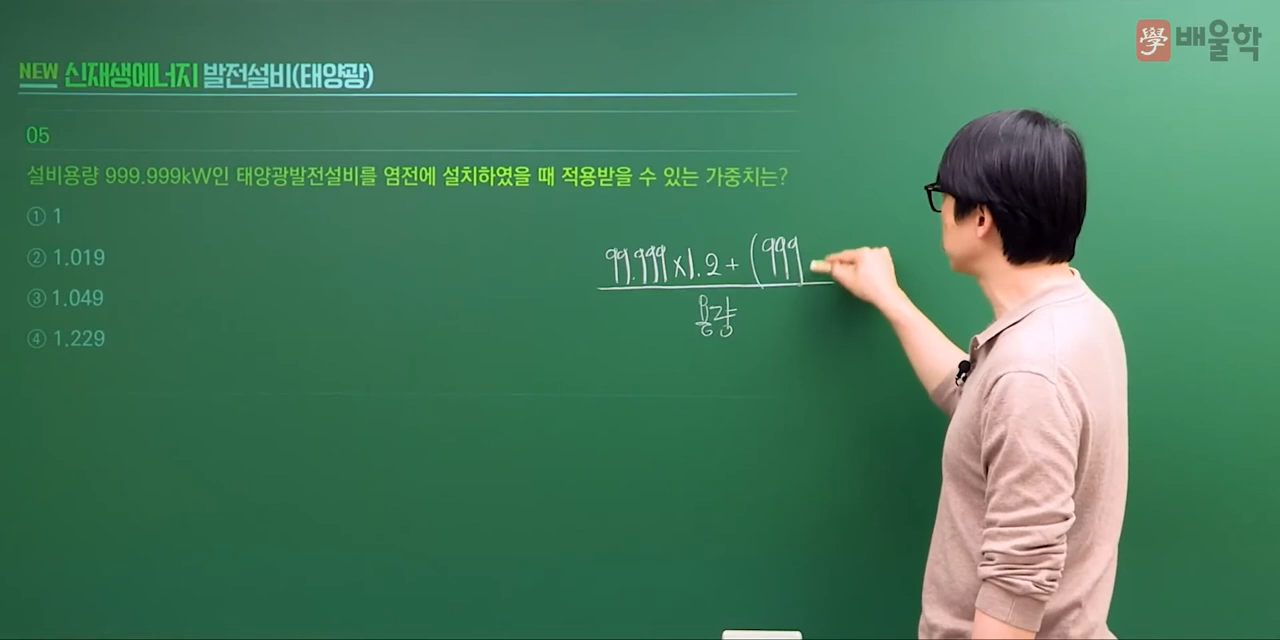 學 배울학
NEW 신재생에너지 발전설비(태양광)
05
설비용량 999.999kW인 태양광발전설비를 염전에 설치하였을 때 적용받을 수 있는 가중치는?
① 1
② 1.019
③ 1.049
④ 1.229
99.999×1.2+(999
용량